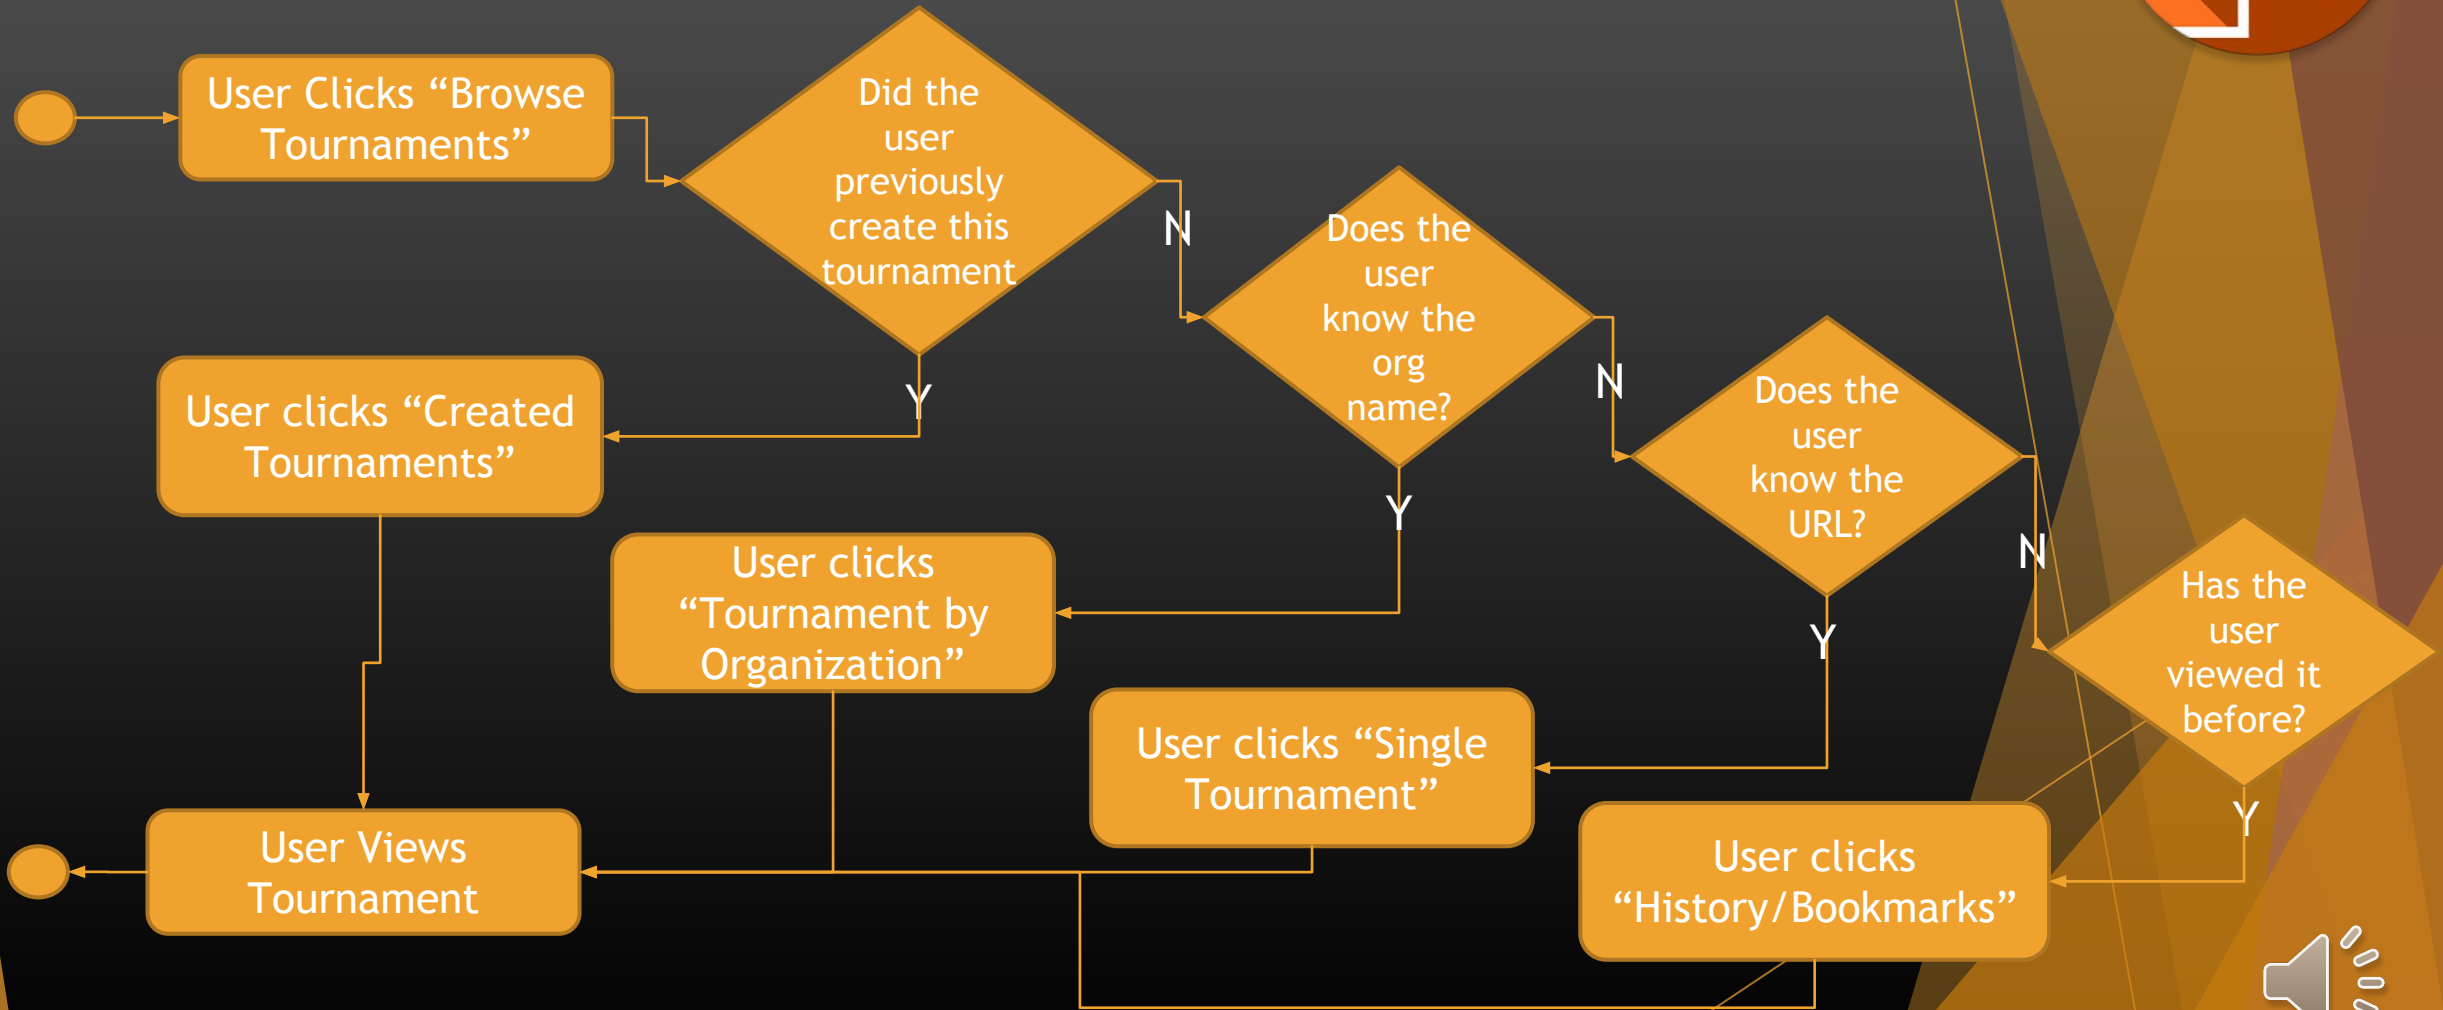 User Clicks “Browse
Tournaments”
Did the
user
previously
create this
tournament
N
Does the
user
know the
org
name?
N
Does the
user
know the
URL?
N
Has the
user
viewed it
before?
Y
User clicks “Created
Tournaments”
Y
User clicks
“Tournament by
Organization”
Y
User clicks “Single
Tournament”
Y
User clicks
“History/Bookmarks”
User Views
Tournament